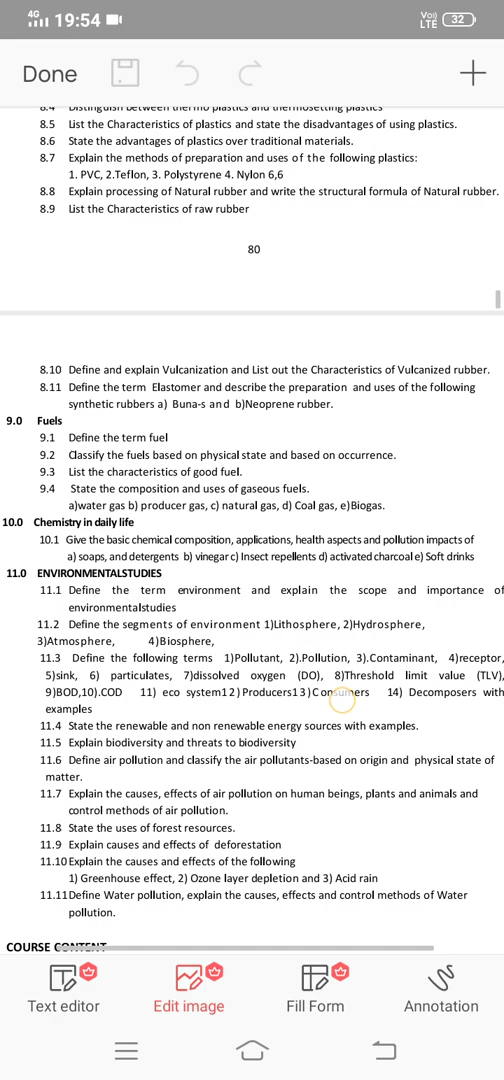 4G 19:54 Vo)) LTE 32
Done
8.4 Distinguish between thermo plastics and thermosetting plastics
8.5 List the Characteristics of plastics and state the disadvantages of using plastics.
8.6 State the advantages of plastics over traditional materials.
8.7 Explain the methods of preparation and uses of the following plastics:
1. PVC, 2.Teflon, 3. Polystyrene 4. Nylon 6,6
8.8 Explain processing of Natural rubber and write the structural formula of Natural rubber.
8.9 List the Characteristics of raw rubber
80
8.10 Define and explain Vulcanization and List out the Characteristics of Vulcanized rubber.
8.11 Define the term Elastomer and describe the preparation and uses of the following
synthetic rubbers a) Buna-s and b)Neoprene rubber.
9.0 Fuels
9.1 Define the term fuel
9.2 Classify the fuels based on physical state and based on occurrence.
9.3 List the characteristics of good fuel.
9.4 State the composition and uses of gaseous fuels.
a)water gas b) producer gas, c) natural gas, d) Coal gas, e)Biogas.
10.0 Chemistry in daily life
10.1 Give the basic chemical composition, applications, health aspects and pollution impacts of
a) soaps, and detergents b) vinegar c) Insect repellents d) activated charcoal e) Soft drinks
11.0 ENVIRONMENTALSTUDIES
11.1 Define the term environment and explain the scope and importance of
environmentalstudies
11.2 Define the segments of environment 1)Lithosphere, 2)Hydrosphere,
3)Atmosphere, 4)Biosphere,
11.3 Define the following terms 1)Pollutant, 2).Pollution, 3).Contaminant, 4)receptor,
5)sink, 6) particulates, 7)dissolved oxygen (DO), 8)Threshold limit value (TLV),
9)BOD,10).COD 11) eco system12)Producers13)Consumers 14) Decomposers with
examples
11.4 State the renewable and non renewable energy sources with examples.
11.5 Explain biodiversity and threats to biodiversity
11.6 Define air pollution and classify the air pollutants-based on origin and physical state of
matter.
11.7 Explain the causes, effects of air pollution on human beings, plants and animals and
control methods of air pollution.
11.8 State the uses of forest resources.
11.9 Explain causes and effects of deforestation
11.10 Explain the causes and effects of the following
1) Greenhouse effect, 2) Ozone layer depletion and 3) Acid rain
11.11Define Water pollution, explain the causes, effects and control methods of Water
pollution.
COURSE CONTENT
Text editor Edit image Fill Form Annotation